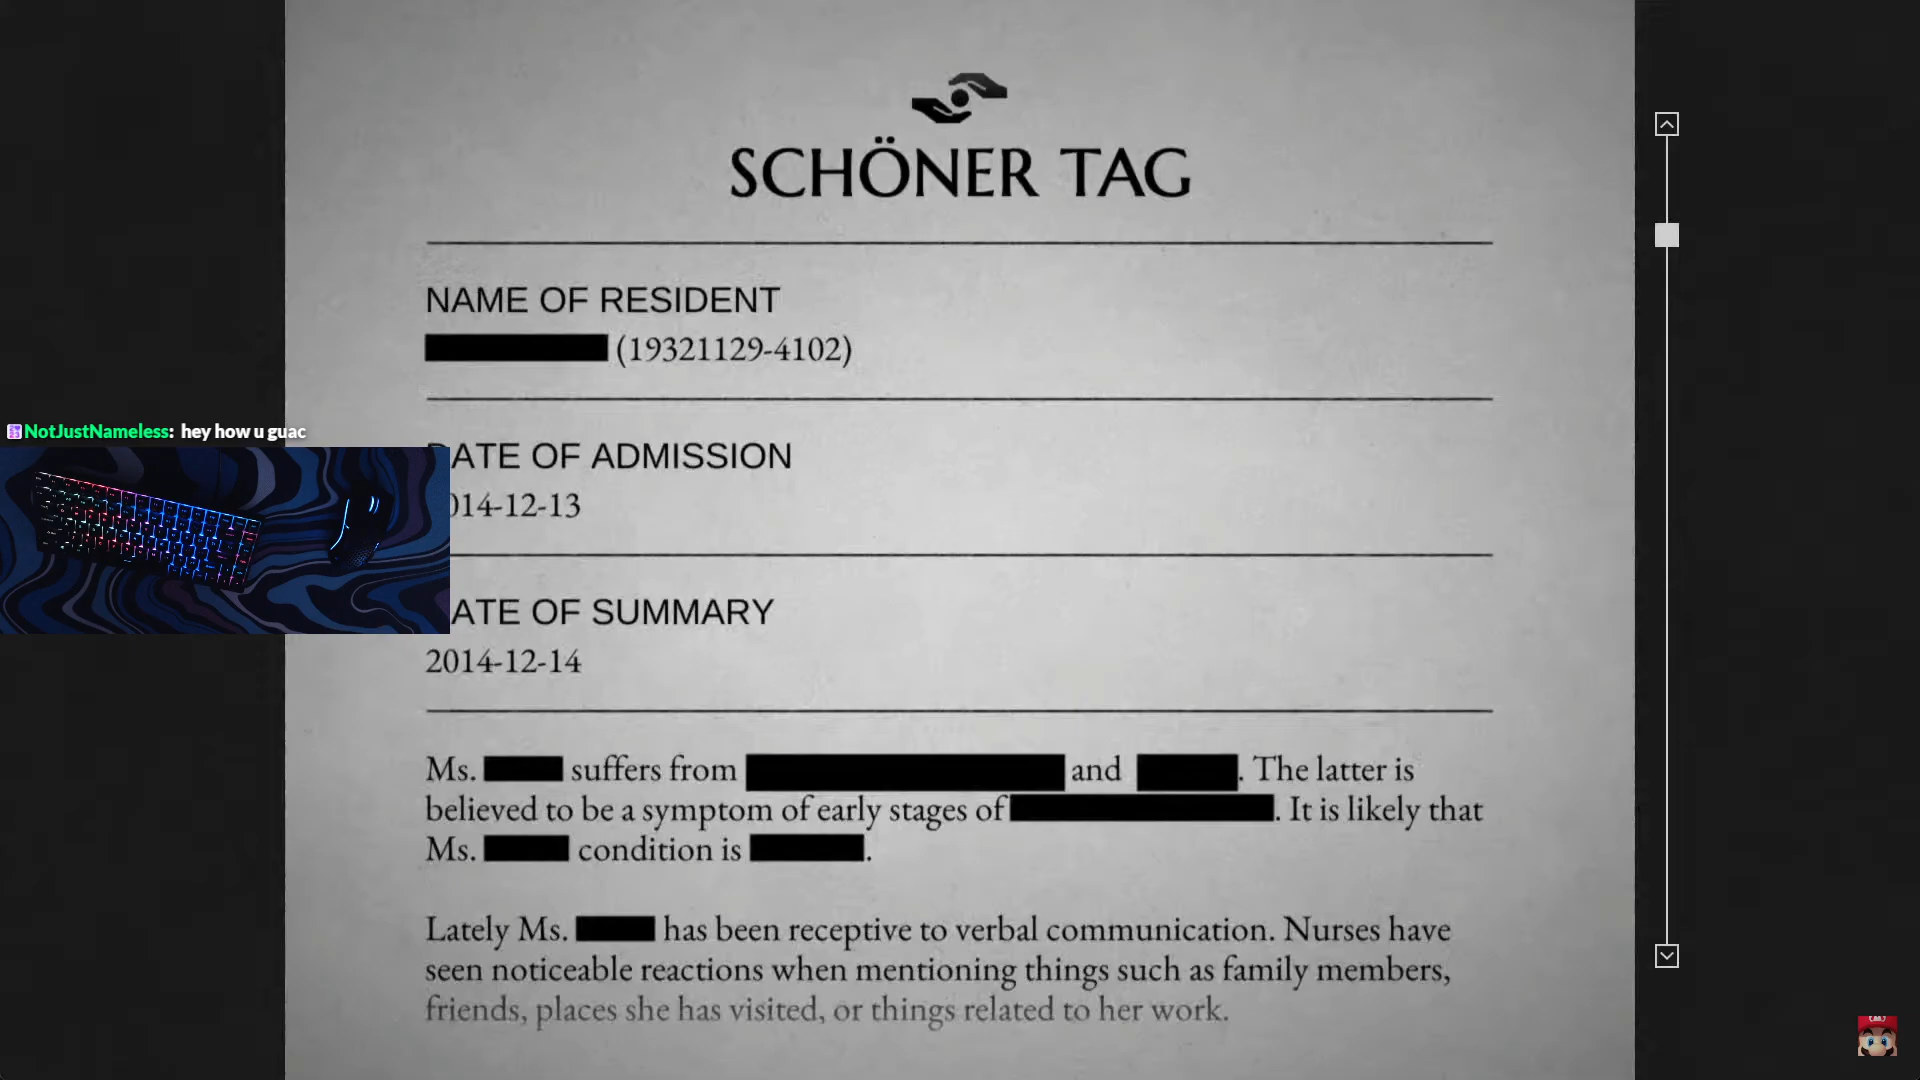 SCHÖNER TAG
NAME OF RESIDENT
(19321129-4102)
NotJustNameless: hey how u guac
DATE OF ADMISSION
014-12-13
DATE OF SUMMARY
2014-12-14
Ms. suffers from and . The latter is
believed to be a symptom of early stages of . It is likely that
Ms. condition is .
Lately Ms. has been receptive to verbal communication. Nurses have
seen noticeable reactions when mentioning things such as family members,
friends, places she has visited, or things related to her work.